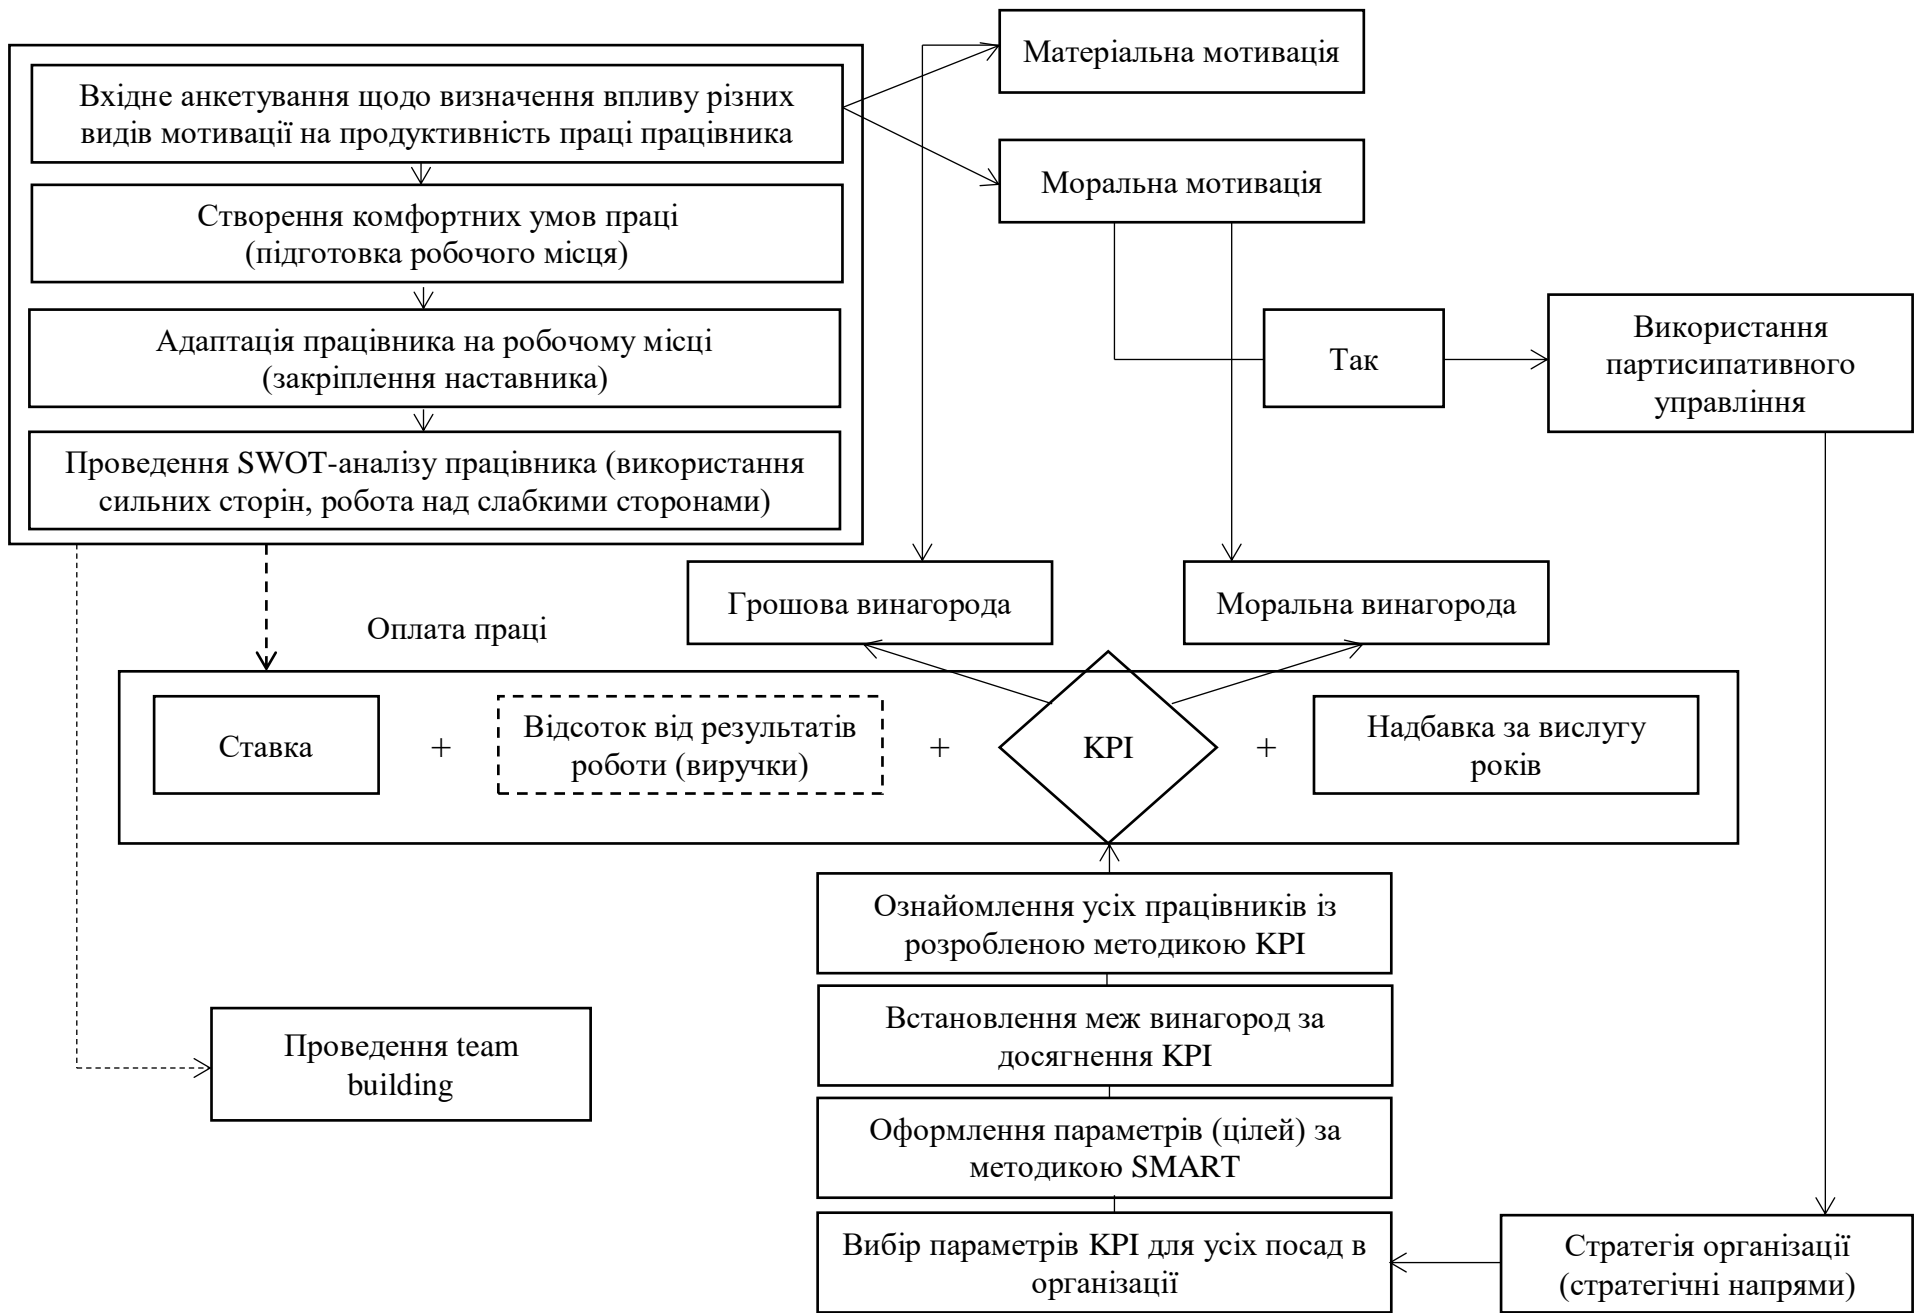 Матеріальна мотивація
Вхідне анкетування щодо визначення впливу різних
видів мотивації на продуктивність праці працівника
Моральна мотивація
Створення комфортних умов праці
(підготовка робочого місця)
Адаптація працівника на робочому місці
(закріплення наставника)
Так
Використання
партисипативного
управління
Проведення SWOT-аналізу працівника (використання
сильних сторін, робота над слабкими сторонами)
Грошова винагорода
Моральна винагорода
Оплата праці
Ставка
+
Відсоток від результатів
роботи (виручки)
+
KPI
+
Надбавка за вислугу
років
Ознайомлення усіх працівників із
розробленою методикою KPI
Встановлення меж винагород за
досягнення KPI
Проведення team
building
Оформлення параметрів (цілей) за
методикою SMART
Вибір параметрів KPI для усіх посад в
організації
Стратегія організації
(стратегічні напрями)